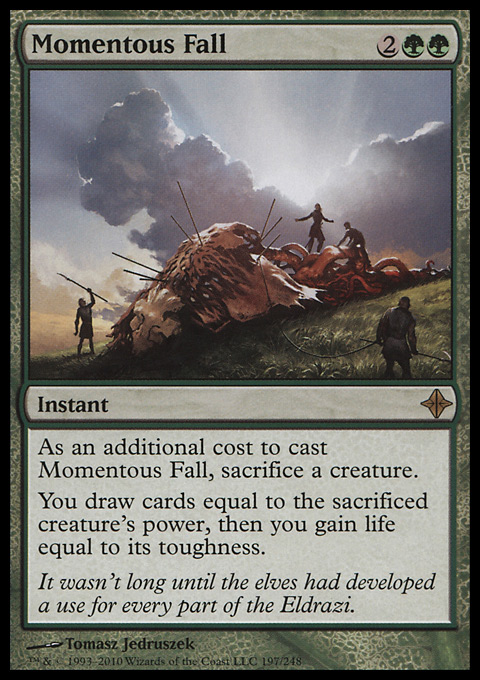 Momentous Fall 2
Instant
As an additional cost to cast
Momentous Fall, sacrifice a creature.
You draw cards equal to the sacrificed
creature's power, then you gain life
equal to its toughness.
It wasn't long until the elves had developed
a use for every part of the Eldrazi.
Tomasz Jedruszek
™ & © 1993–2010 Wizards of the Coast LLC 197/248